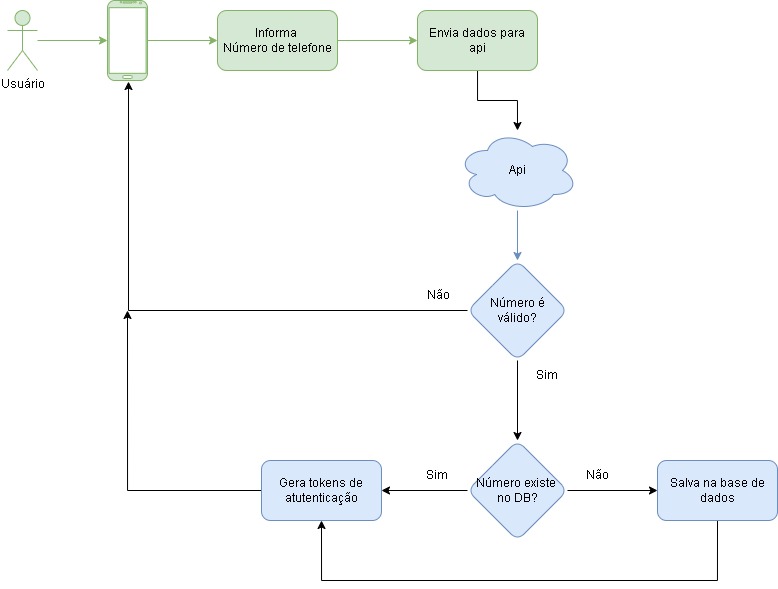 Usuário
Informa
Número de telefone
Envia dados para
api
Api
Número é
válido?
Não
Sim
Número existe
no DB?
Sim
Não
Gera tokens de
atutenticação
Salva na base de
dados